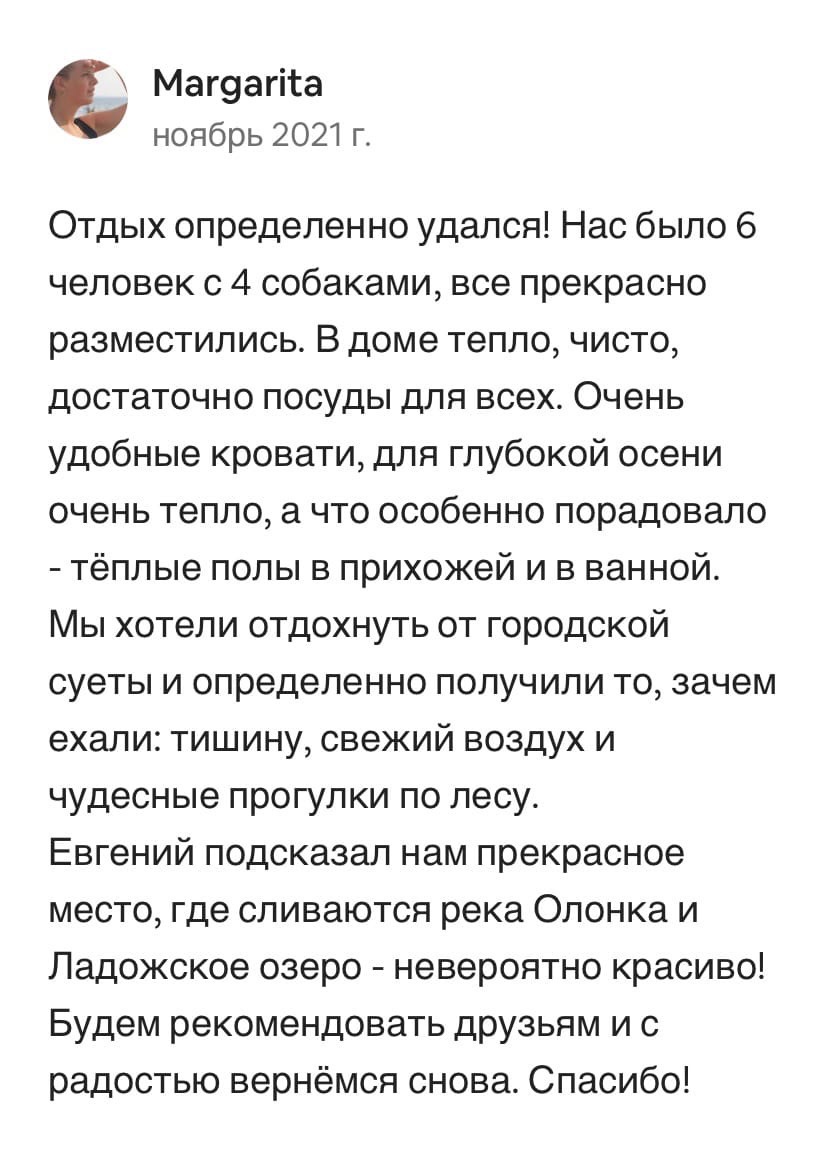 Margarita
ноябрь 2021 г.
Отдых определенно удался! Нас было 6
человек с 4 собаками, все прекрасно
разместились. В доме тепло, чисто,
достаточно посуды для всех. Очень
удобные кровати, для глубокой осени
очень тепло, а что особенно порадовало
- тёплые полы в прихожей и в ванной.
Мы хотели отдохнуть от городской
суеты и определенно получили то, зачем
ехали: тишину, свежий воздух и
чудесные прогулки по лесу.
Евгений подсказал нам прекрасное
место, где сливаются река Олонка и
Ладожское озеро - невероятно красиво!
Будем рекомендовать друзьям и с
радостью вернёмся снова. Спасибо!